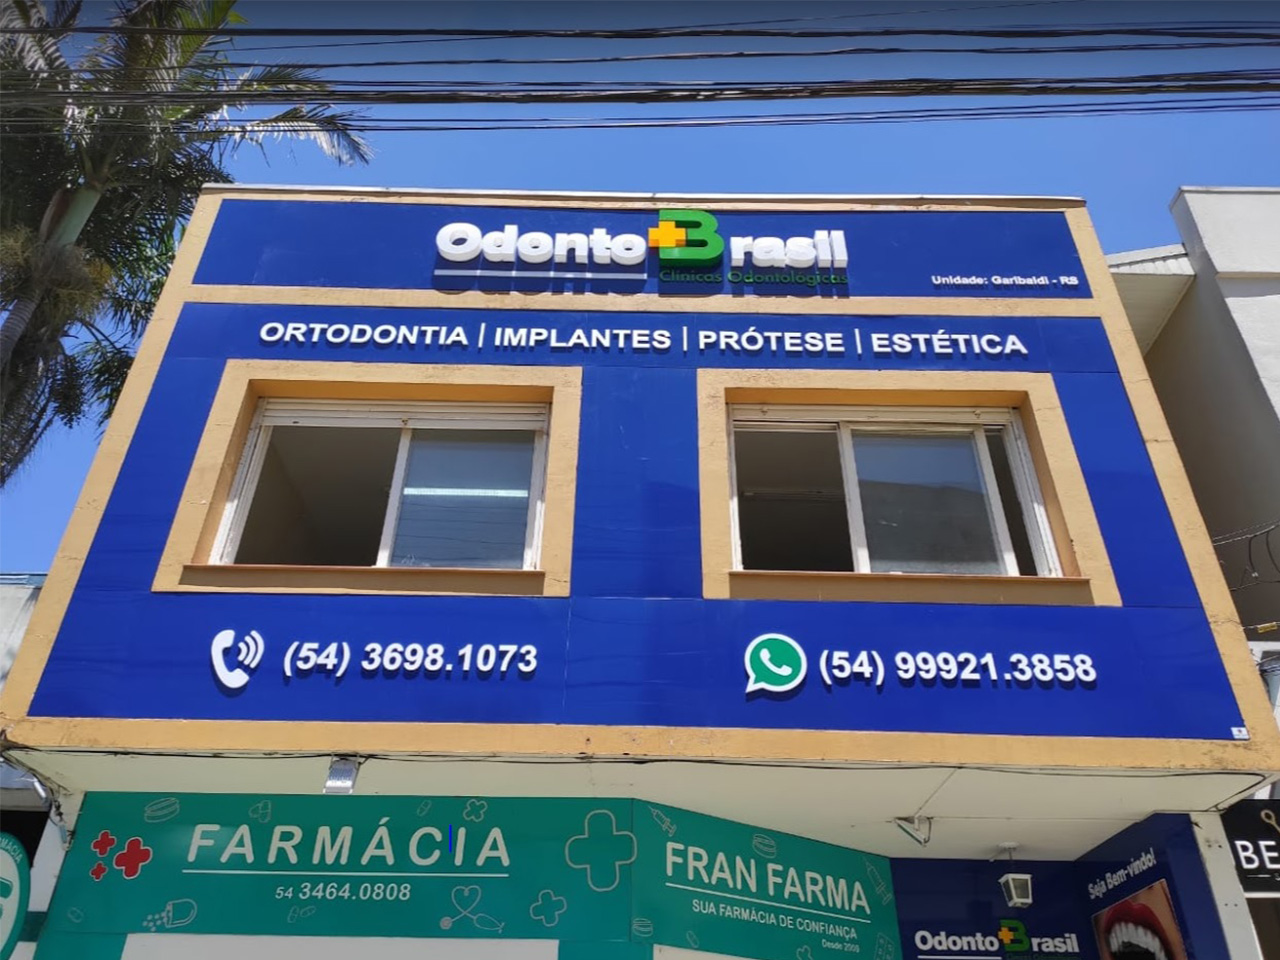 Odonto Brasil
Clínicas Odontológicas
Unidade: Garibaldi - RS
ORTODONTIA | IMPLANTES | PRÓTESE | ESTÉTICA
(54) 3698.1073
(54) 99921.3858
FARMÁCIA
54 3464.0808
FRAN FARMA
SUA FARMÁCIA DE CONFIANÇA
Desde 2008
Seja Bem-vindo!
Odonto Brasil
BE